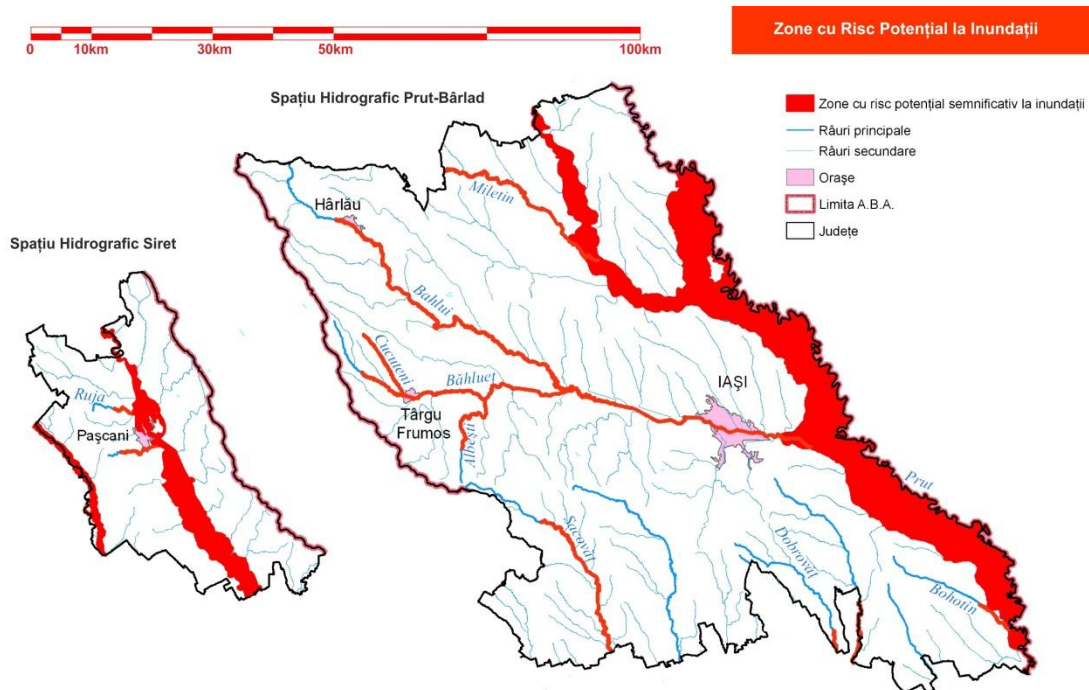 Zone cu Risc Potențial la Inundații
0 10km 30km 50km 100km
Spațiu Hidrografic Prut-Bârlad
Zone cu risc potențial semnificativ la inundații
Râuri principale
Râuri secundare
Orașe
Limita A.B.A.
Județe
Spațiu Hidrografic Siret
Hârlău
Miletin
Bahlui
Cucuteni
Băhlueț
Târgu
Frumos
Albești
IAȘI
Ruja
Pașcani
Prut
Sacovăț
Dobrovăț
Bohotin